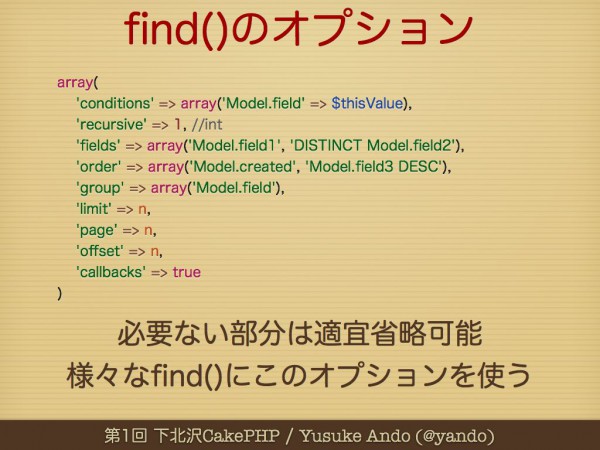 find()のオプション
array(
'conditions' => array('Model.field' => $thisValue),
'recursive' => 1, //int
'fields' => array('Model.field1', 'DISTINCT Model.field2'),
'order' => array('Model.created', 'Model.field3 DESC'),
'group' => array('Model.field'),
'limit' => n,
'page' => n,
'offset' => n,
'callbacks' => true
)
必要ない部分は適宜省略可能
様々なfind()にこのオプションを使う
第1回 下北沢CakePHP / Yusuke Ando (@yando)